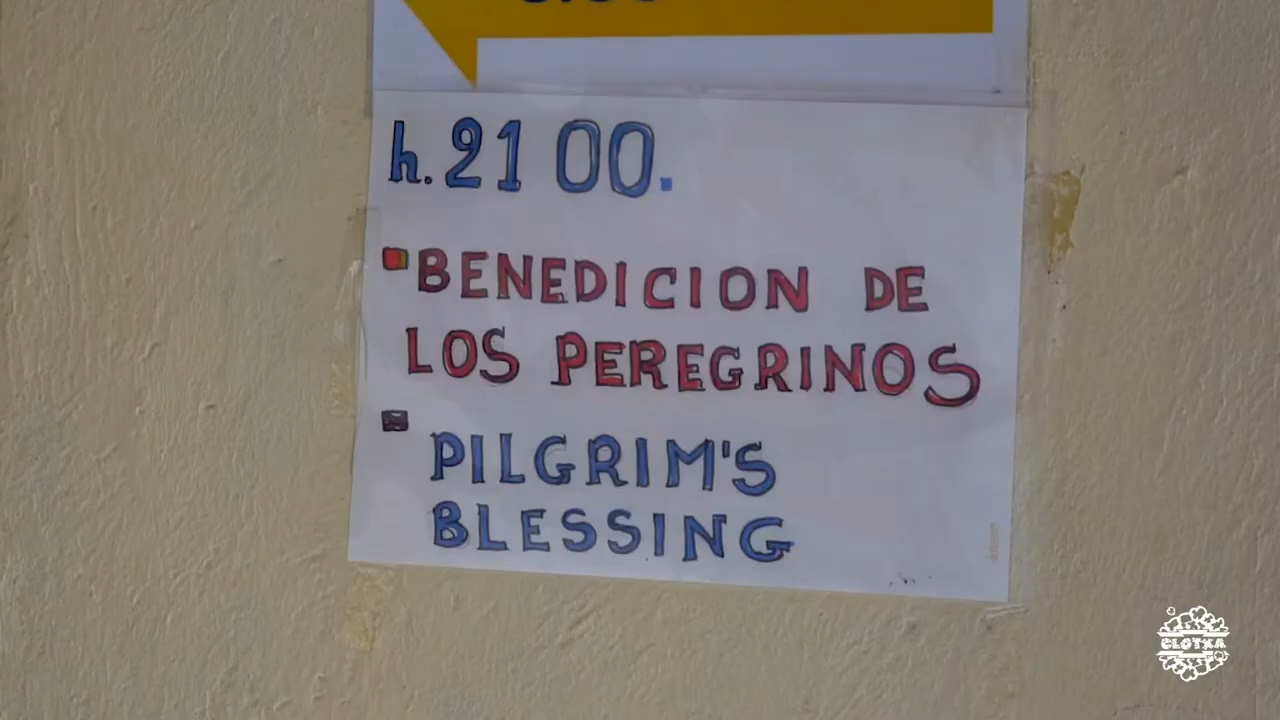 h. 21 00.
BENEDICION DE
LOS PEREGRINOS
PILGRIM'S
BLESSING
CLOTXA